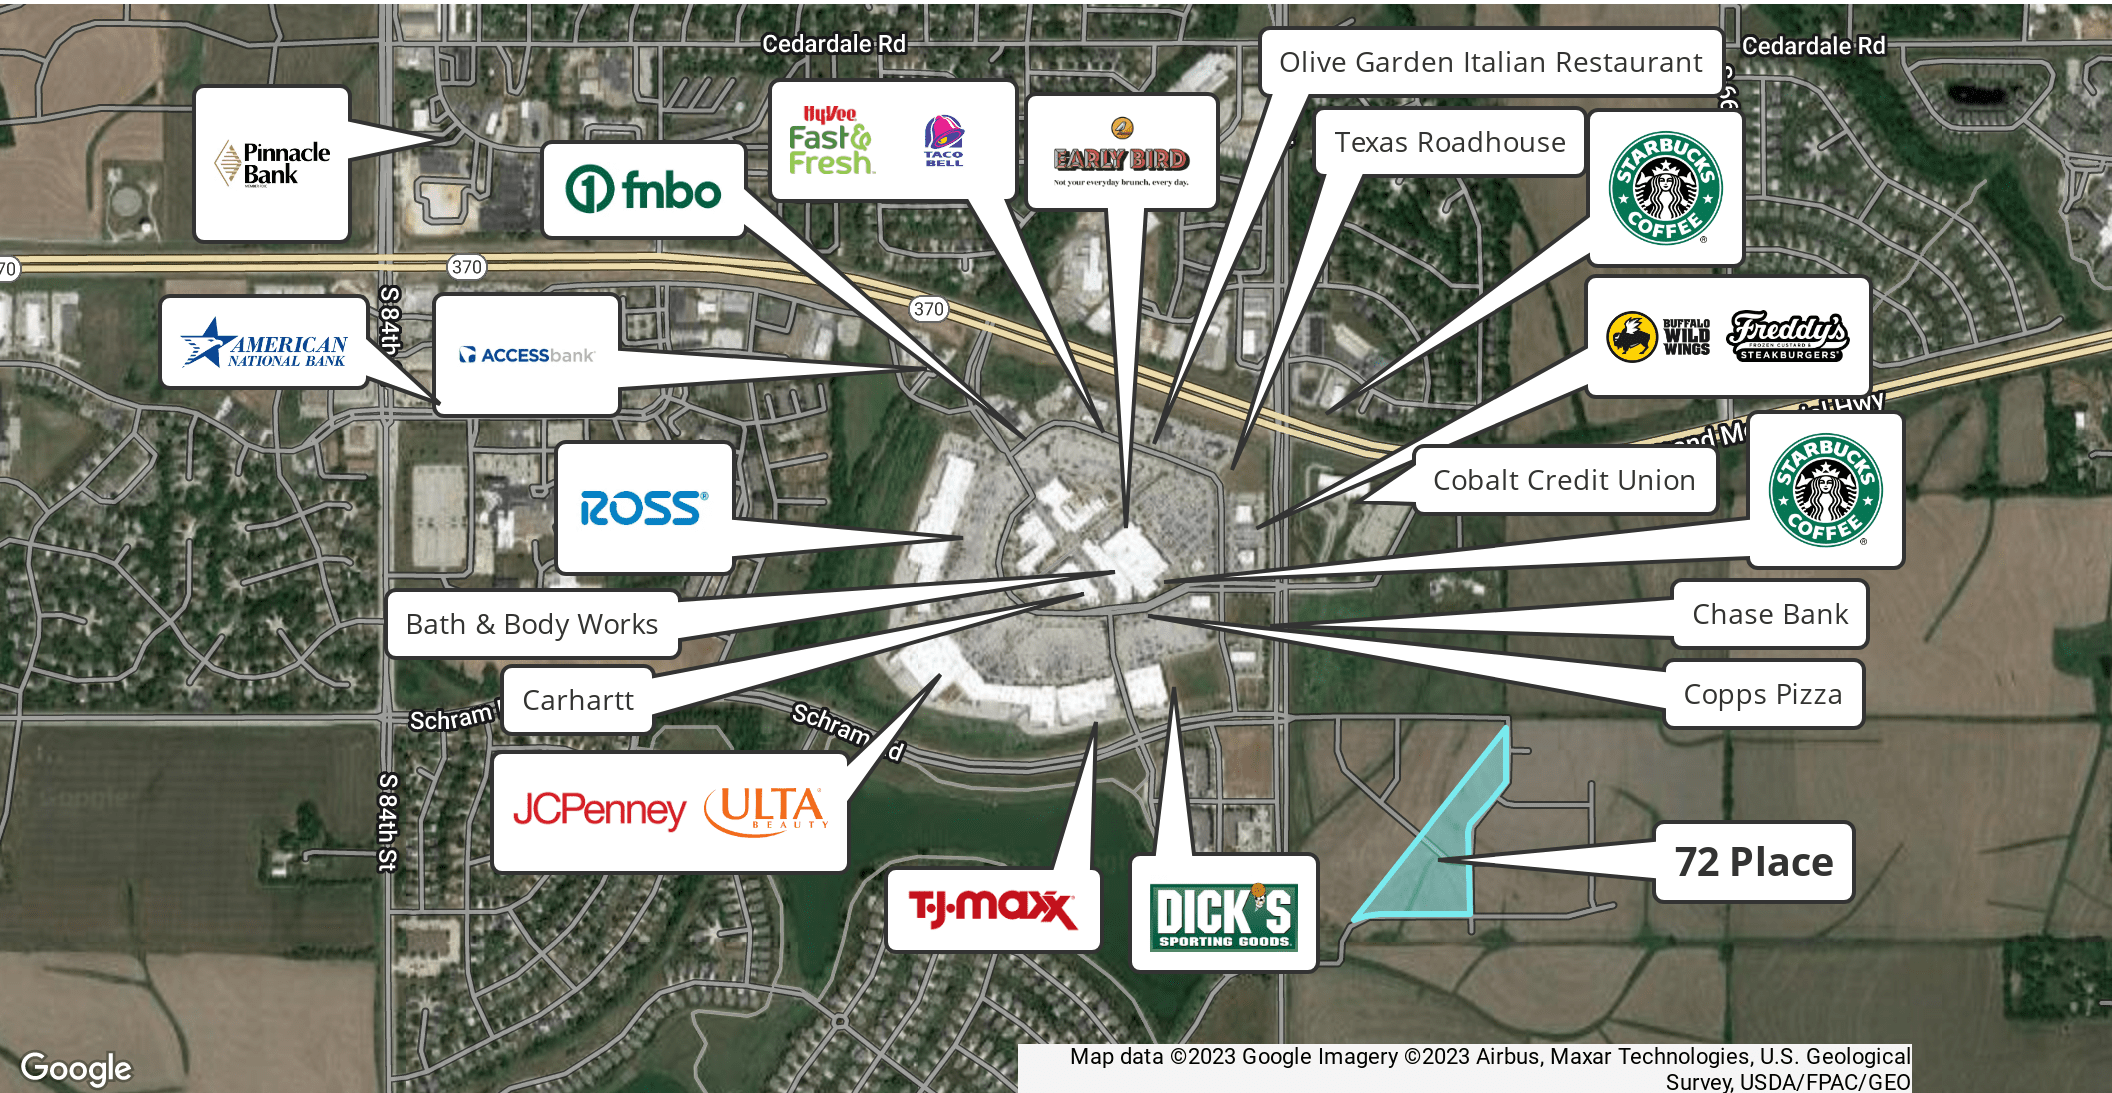 Cedardale Rd
Cedardale Rd
Olive Garden Italian Restaurant
Texas Roadhouse
S 66
HyVee
Fast &
Fresh
TACO
BELL
EARLY BIRD
Not your everyday brunch, every day.
STARBUCKS
COFFEE
Pinnacle
Bank
fnbo
70
370
370
S 84th
AMERICAN
NATIONAL BANK
ACCESSbank
BUFFALO
WILD
WINGS
Freddy's
FROZEN CUSTARD &
STEAKBURGERS
Hwy
Cobalt Credit Union
STARBUCKS
COFFEE
ROSS
Bath & Body Works
Chase Bank
Carhartt
Copps Pizza
Schram
Schram Rd
JCPenney
ULTA
BEAUTY
S 84th St
72 Place
T·J·maxx
DICK'S
SPORTING GOODS
Google
Map data ©2023 Google Imagery ©2023 Airbus, Maxar Technologies, U.S. Geological
Survey, USDA/FPAC/GEO